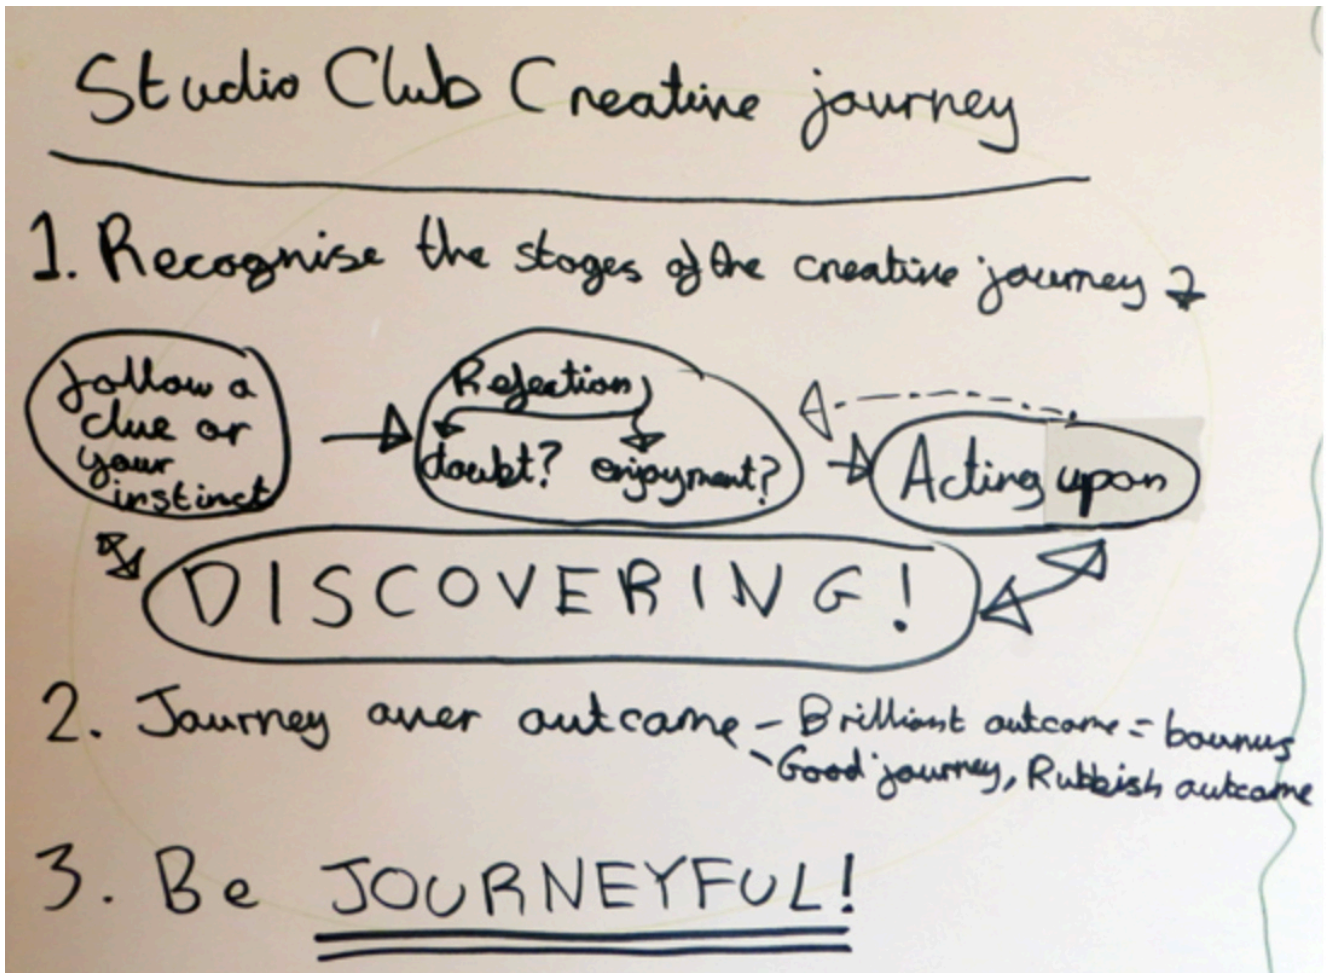 Studio Club Creative journey
1. Recognise the stages of the creative journey
follow a
clue or
your
instinct
Rejection
doubt? enjoyment?
Acting upon
DISCOVERING!
2. Journey over outcome - Brilliant outcome = bounus
- Good journey, Rubbish outcome
3. Be JOURNEYFUL!